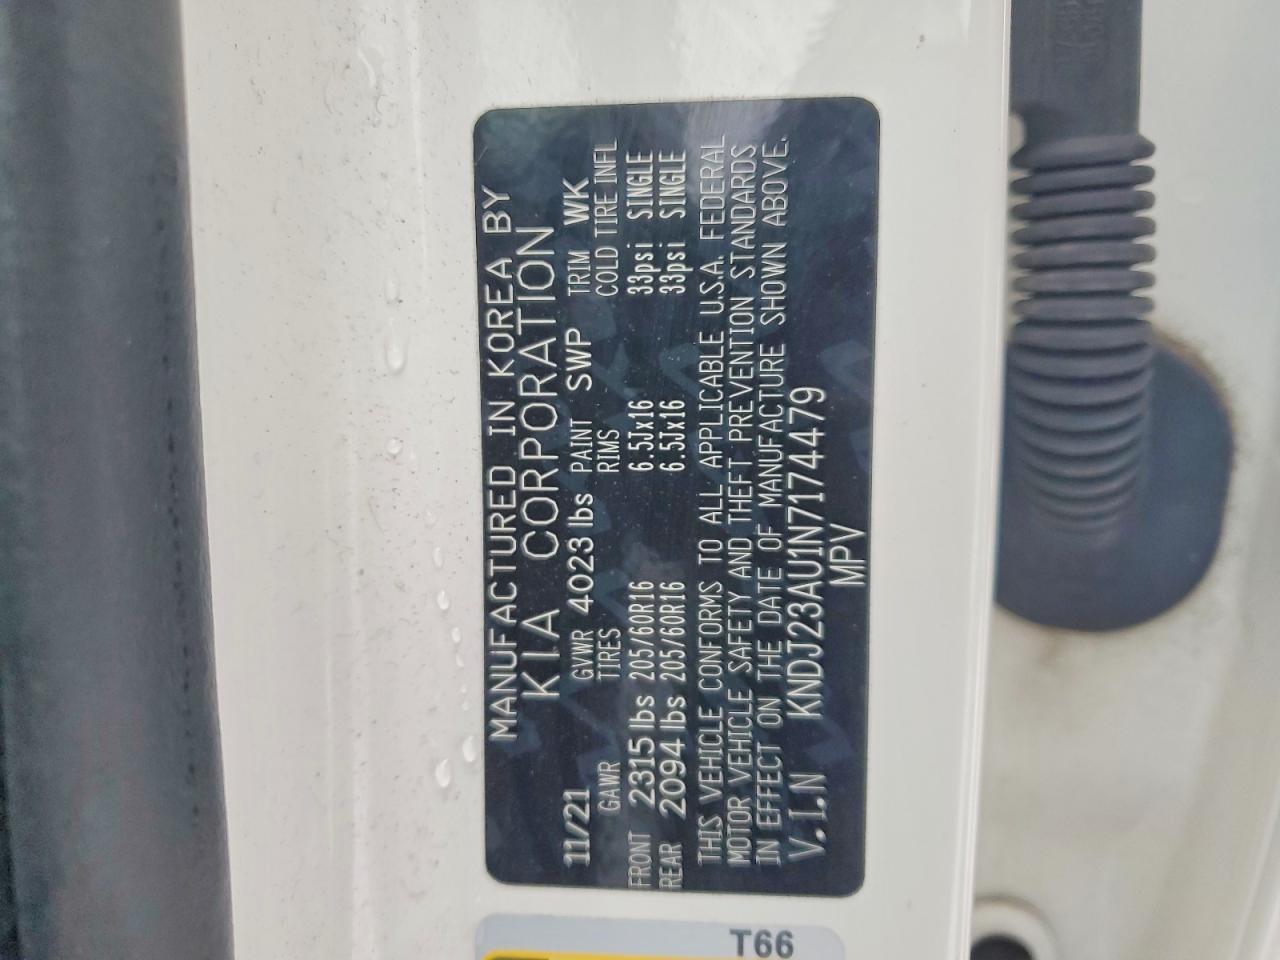 MANUFACTURED IN KOREA BY
KIA CORPORATION
11/21 GVWR 4023 lbs PAINT SWP TRIM WK
GAWR TIRES RIMS COLD TIRE INFL
FRONT 2315 lbs 205/60R16 6.5Jx16 33psi SINGLE
REAR 2094 lbs 205/60R16 6.5Jx16 33psi SINGLE
THIS VEHICLE CONFORMS TO ALL APPLICABLE U.S.A. FEDERAL
MOTOR VEHICLE SAFETY AND THEFT PREVENTION STANDARDS
IN EFFECT ON THE DATE OF MANUFACTURE SHOWN ABOVE.
V.I.N KNDJ23AU1N7174479
MPV
T66